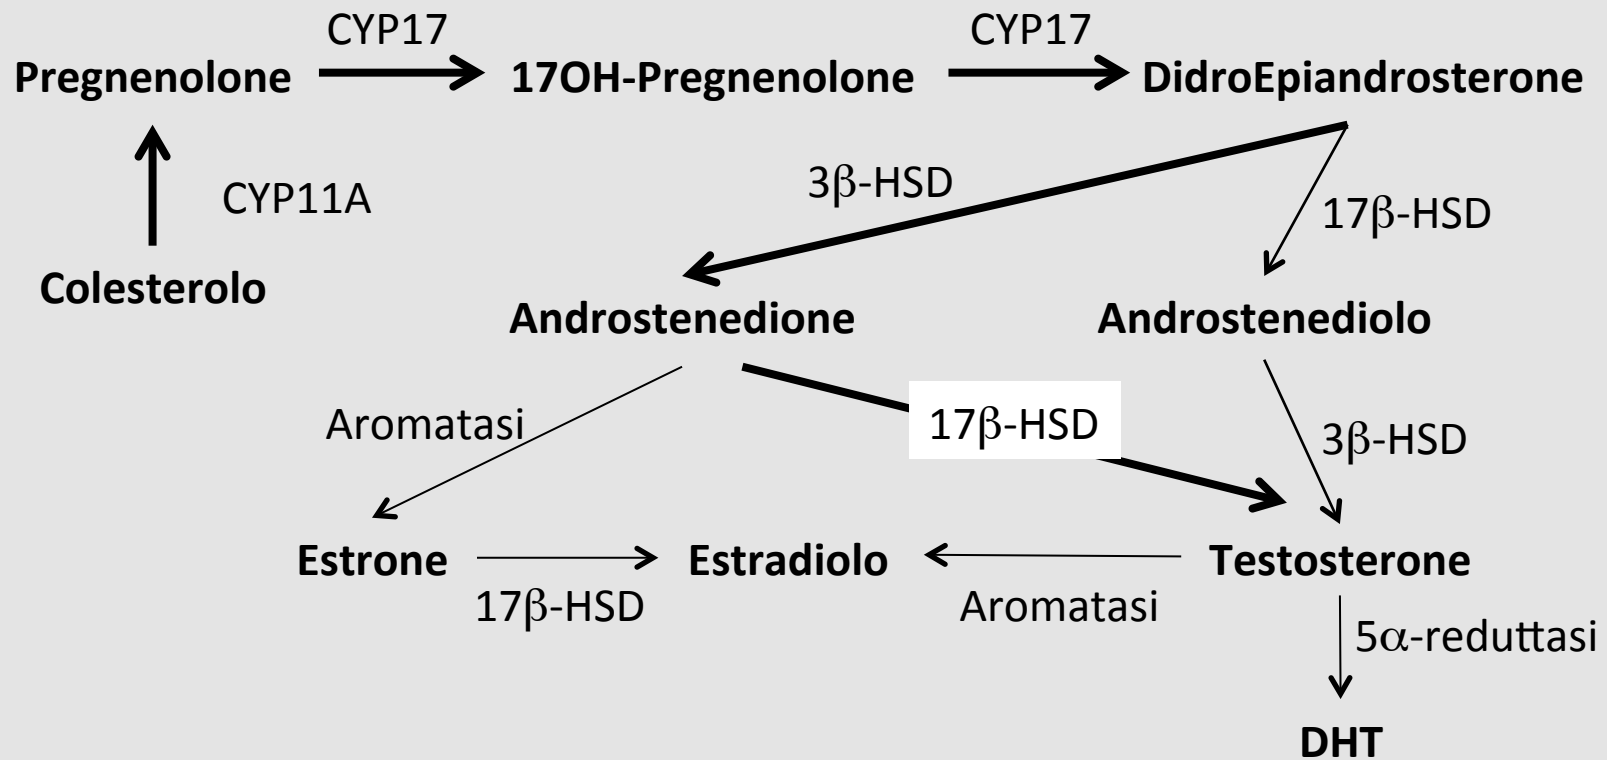 CYP17
CYP17
Pregnenolone
17OH-Pregnenolone
DidroEpiandrosterone
3β-HSD
CYP11A
17β-HSD
Colesterolo
Androstenedione
Androstenediolo
Aromatasi
17β-HSD
3β-HSD
Estrone
Estradiolo
Testosterone
17β-HSD
Aromatasi
5α-reduttasi
DHT